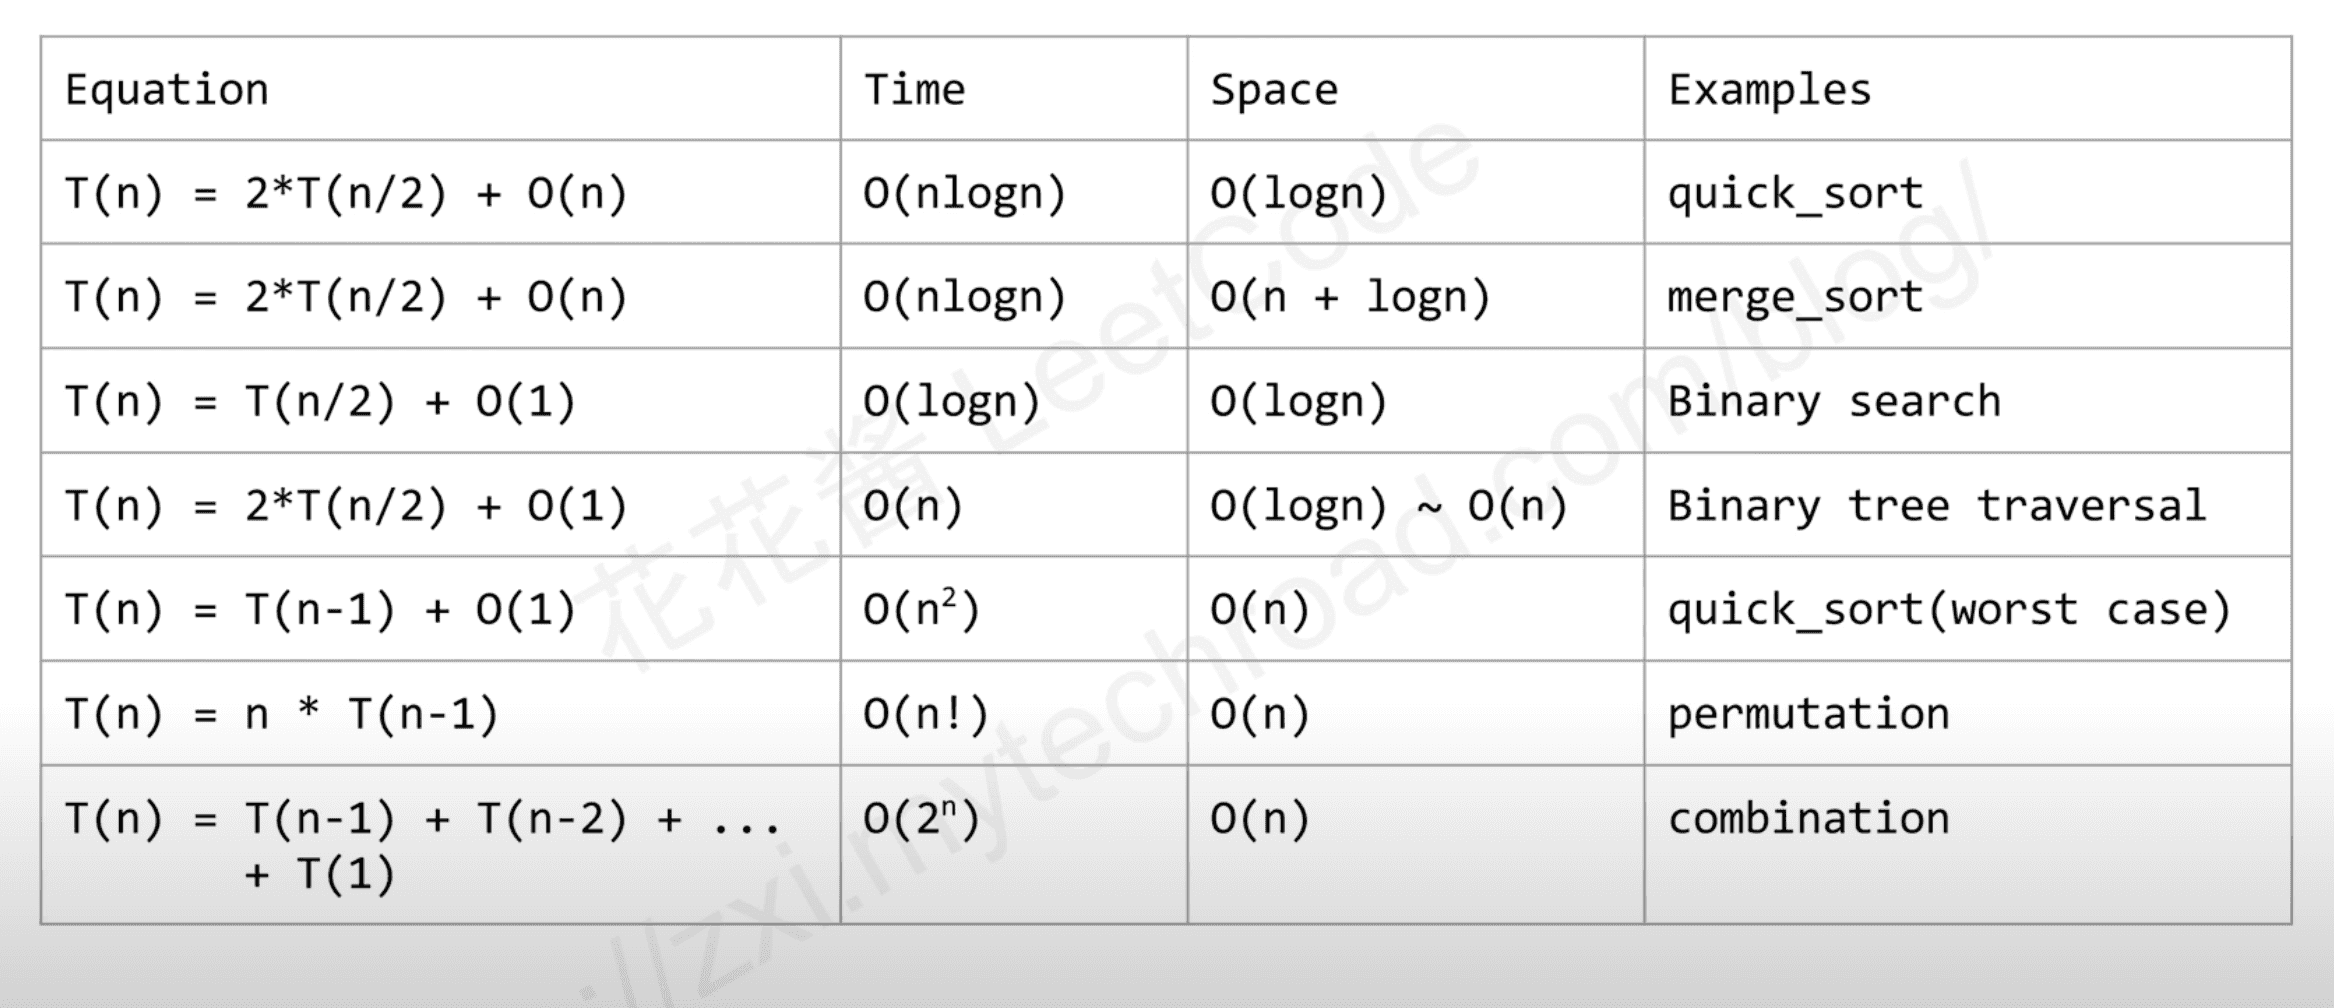 Equation Time Space Examples
T(n) = 2*T(n/2) + O(n) O(nlogn) O(logn) quick_sort
T(n) = 2*T(n/2) + O(n) O(nlogn) O(n + logn) merge_sort
T(n) = T(n/2) + O(1) O(logn) O(logn) Binary search
T(n) = 2*T(n/2) + O(1) O(n) O(logn) ~ O(n) Binary tree traversal
T(n) = T(n-1) + O(1) O(n²) O(n) quick_sort(worst case)
T(n) = n * T(n-1) O(n!) O(n) permutation
T(n) = T(n-1) + T(n-2) + ... O(2ⁿ) O(n) combination
+ T(1)
花花酱 LeetCode
://zxi.mytechroad.com/blog/